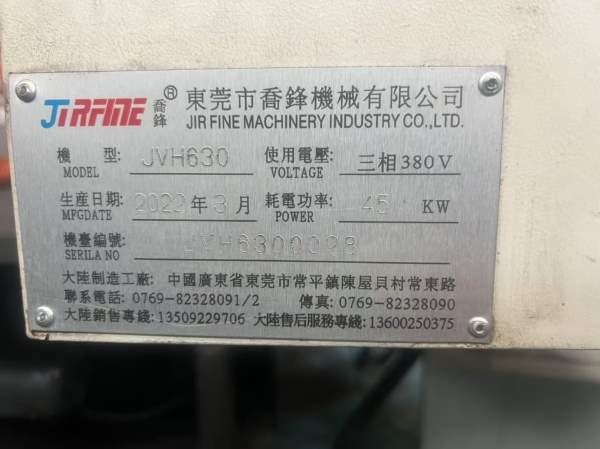 JIRFINE 喬鋒 ® 東莞市喬鋒機械有限公司
JIR FINE MACHINERY INDUSTRY CO.,LTD.
機 型: JVH630 使用電壓: 三相380V
MODEL VOLTAGE
生産日期: 年3月 耗電功率: 45 KW
MFGDATE POWER
機臺編號:
SERILA NO
大陸制造工廠: 中國廣東省東莞市常平鎮陳屋貝村常東路
聯系電話: 0769-82328091/2 傳真: 0769-82328090
大陸銷售專綫: 13509229706 大陸售后服務專綫: 13600250375